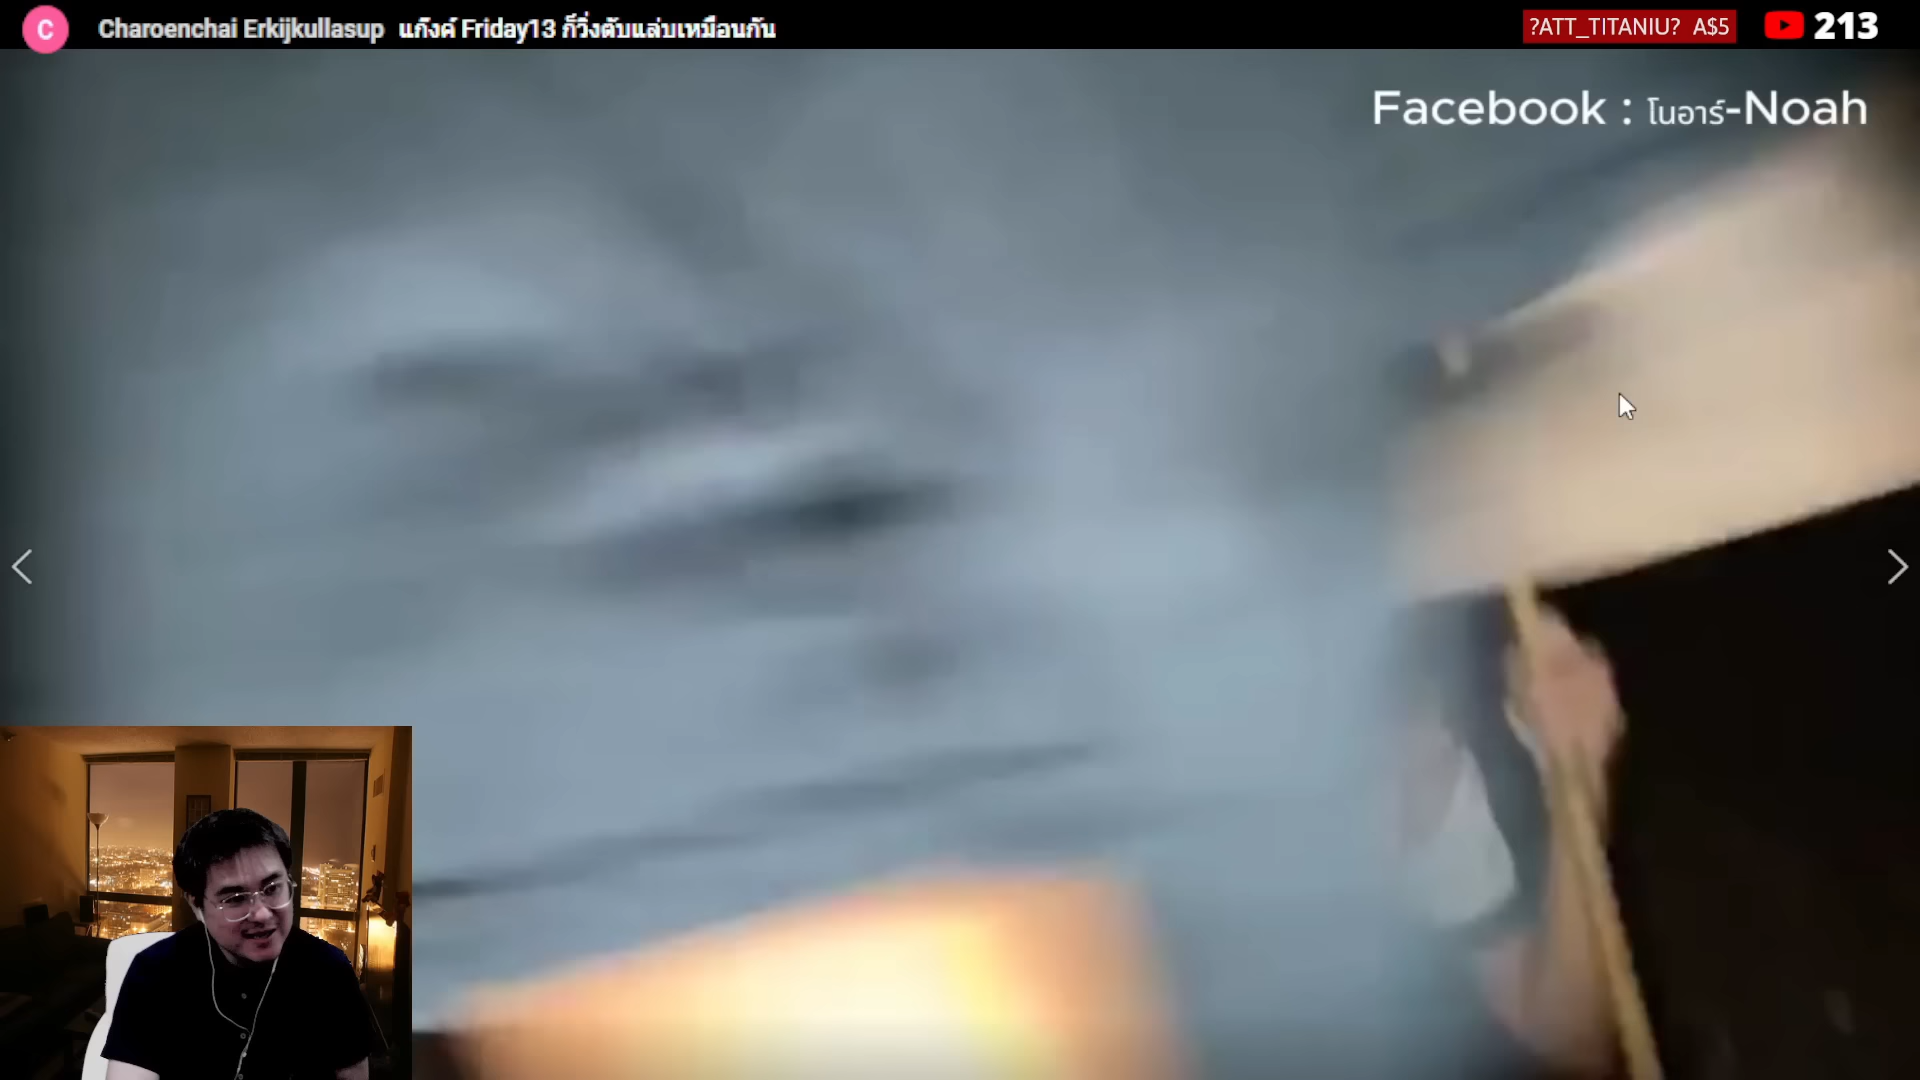 C
Charoenchai Erkijkullasup แก๊งค์ Friday13 ก็วิ่งตับแล่บเหมือนกัน
?ATT_TITANIU? A$5
213
Facebook : โนอาร์-Noah